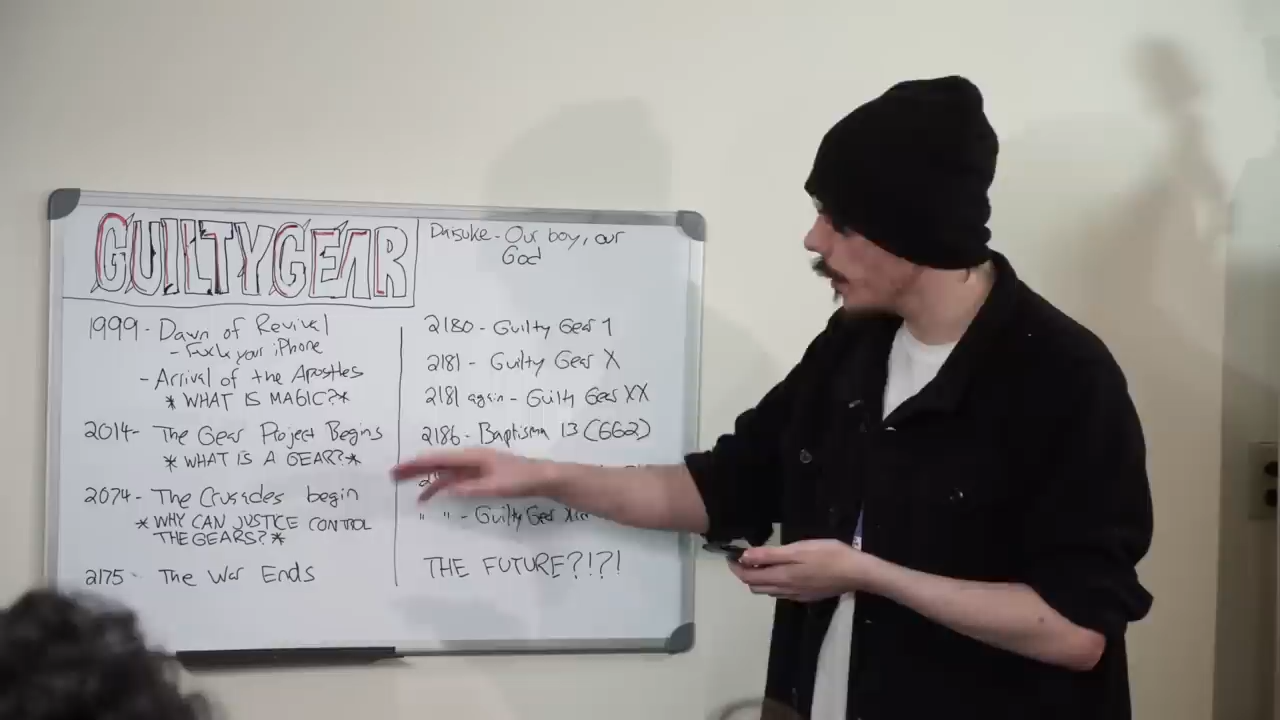 GUILTYGEAR
1999 - Dawn of Revival
- Fuck your iPhone
- Arrival of the Apostles
* WHAT IS MAGIC? *
2014 - The Gear Project Begins
* WHAT IS A GEAR? *
2074 - The Crusades begin
* WHY CAN JUSTICE CONTROL
THE GEARS? *
2175 - The War Ends
Daisuke - Our boy, our
God
2180 - Guilty Gear 1
2181 - Guilty Gear X
2181 again - Guilty Gear XX
2186 - Baptisma 13 (GG2)
" " - Guilty Gear
THE FUTURE?!?!